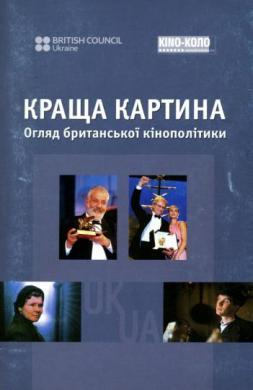 BRITISH COUNCIL
Ukraine
КІНО-КОЛО
КРАЩА КАРТИНА
Огляд британської кінополітики
UK
UA